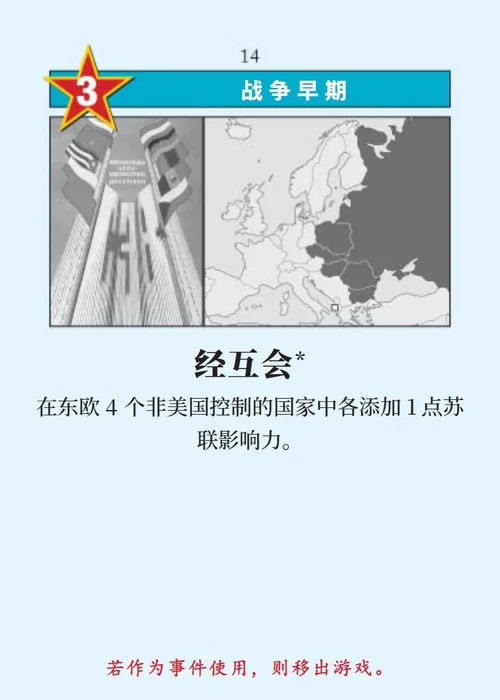 14
3
战争早期
经互会*
在东欧 4 个非美国控制的国家中各添加 1 点苏
联影响力。
若作为事件使用，则移出游戏。